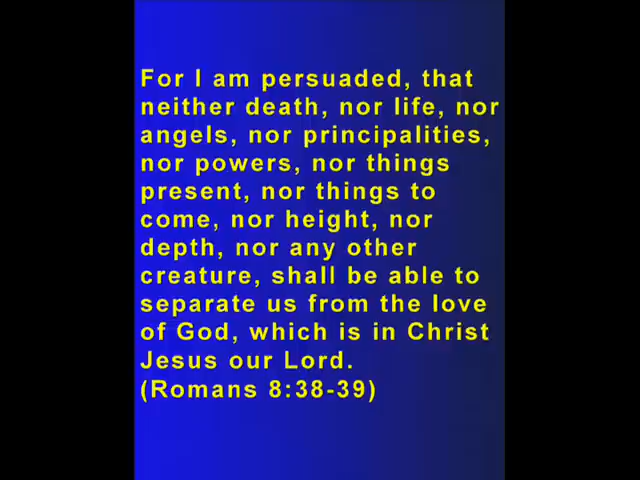 For I am persuaded, that
neither death, nor life, nor
angels, nor principalities,
nor powers, nor things
present, nor things to
come, nor height, nor
depth, nor any other
creature, shall be able to
separate us from the love
of God, which is in Christ
Jesus our Lord.
(Romans 8:38-39)